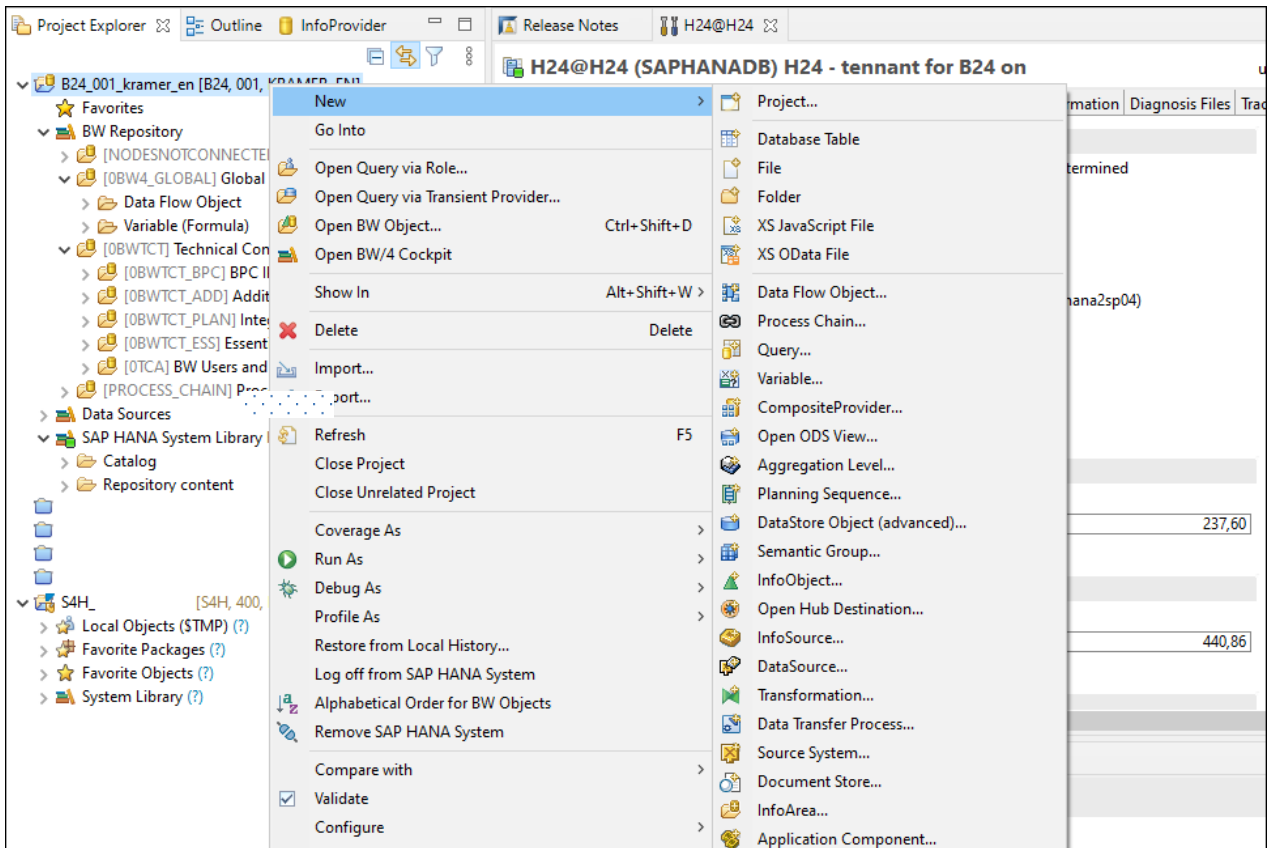 Project Explorer
Outline
InfoProvider
Release Notes
H24@H24
H24@H24 (SAPHANADB) H24 - tennant for B24 on
B24_001_kramer_en [B24, 001, KRAMER, EN]
Favorites
BW Repository
[NODESNOTCONNECTE
[0BW4_GLOBAL] Global
Data Flow Object
Variable (Formula)
[0BWTCT] Technical Con
[0BWTCT_BPC] BPC I
[0BWTCT_ADD] Addit
[0BWTCT_PLAN] Inte
[0BWTCT_ESS] Essent
[0TCA] BW Users and
[PROCESS_CHAIN] Proc
Data Sources
SAP HANA System Library
Catalog
Repository content
S4H_ [S4H, 400,
Local Objects ($TMP) (?)
Favorite Packages (?)
Favorite Objects (?)
System Library (?)
New
Go Into
Open Query via Role...
Open Query via Transient Provider...
Open BW Object... Ctrl+Shift+D
Open BW/4 Cockpit
Show In Alt+Shift+W >
Delete Delete
Import...
port...
Refresh F5
Close Project
Close Unrelated Project
Coverage As
Run As
Debug As
Profile As
Restore from Local History...
Log off from SAP HANA System
Alphabetical Order for BW Objects
Remove SAP HANA System
Compare with
Validate
Configure
Project...
Database Table
File
Folder
XS JavaScript File
XS OData File
Data Flow Object...
Process Chain...
Query...
Variable...
CompositeProvider...
Open ODS View...
Aggregation Level...
Planning Sequence...
DataStore Object (advanced)...
Semantic Group...
InfoObject...
Open Hub Destination...
InfoSource...
DataSource...
Transformation...
Data Transfer Process...
Source System...
Document Store...
InfoArea...
Application Component...
u
rmation Diagnosis Files Trac
termined
hana2sp04)
237,60
440,86